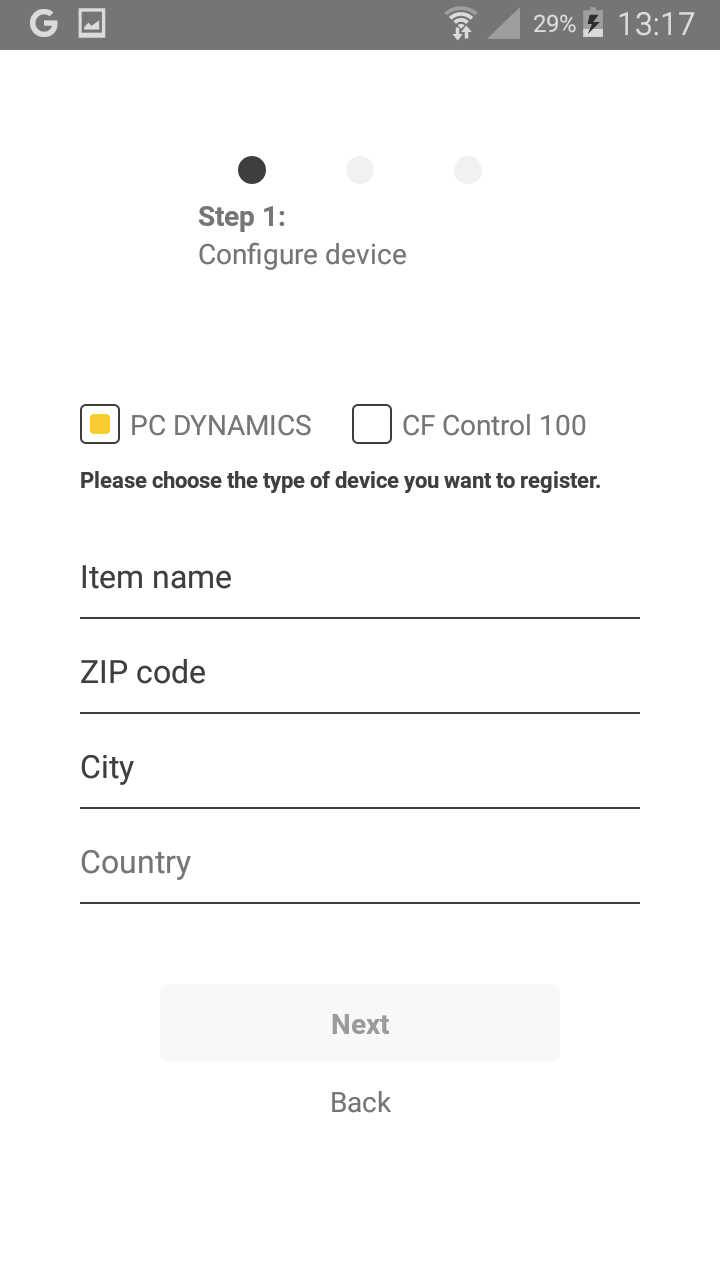 G 29% 13:17
Step 1:
Configure device
PC DYNAMICS CF Control 100
Please choose the type of device you want to register.
Item name
ZIP code
City
Country
Next
Back